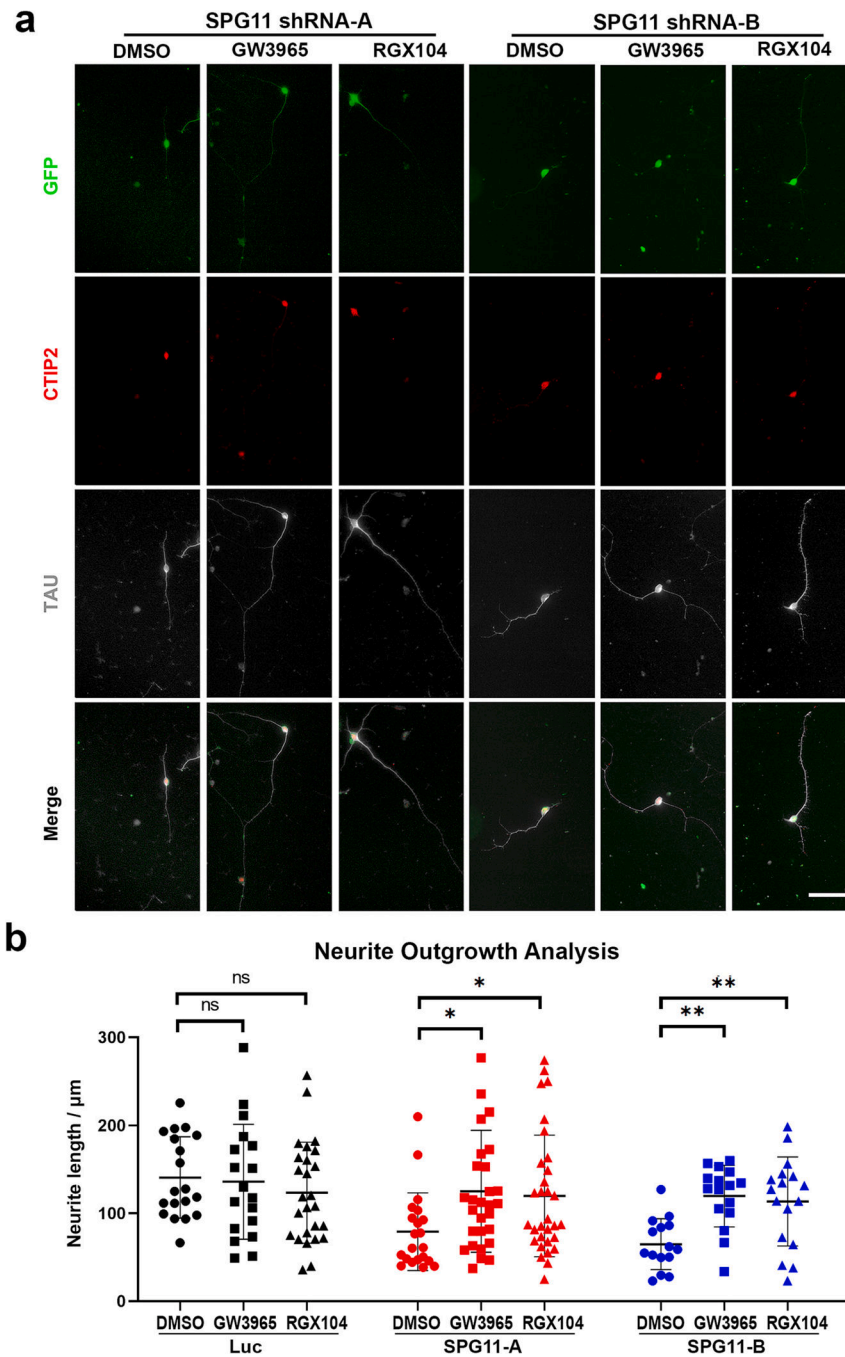 a
SPG11 shRNA-A SPG11 shRNA-B
DMSO GW3965 RGX104 DMSO GW3965 RGX104
GFP
CTIP2
TAU
Merge
b
Neurite Outgrowth Analysis
ns * **
ns * **
Neurite length / µm
300
200
100
0
DMSO GW3965 RGX104 DMSO GW3965 RGX104 DMSO GW3965 RGX104
Luc SPG11-A SPG11-B